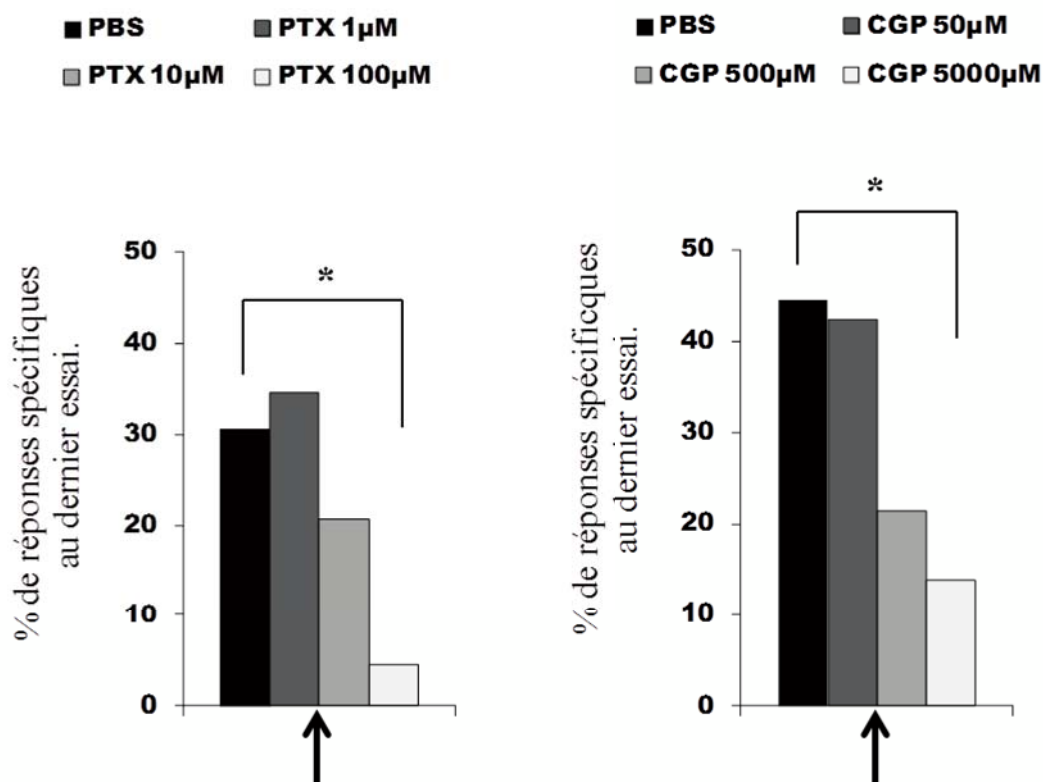 PBS PTX 1µM
PTX 10µM PTX 100µM
*
50
40
30
20
10
0
% de réponses spécifiques
au dernier essai.
PBS CGP 50µM
CGP 500µM CGP 5000µM
*
50
40
30
20
10
0
% de réponses spécificques
au dernier essai.